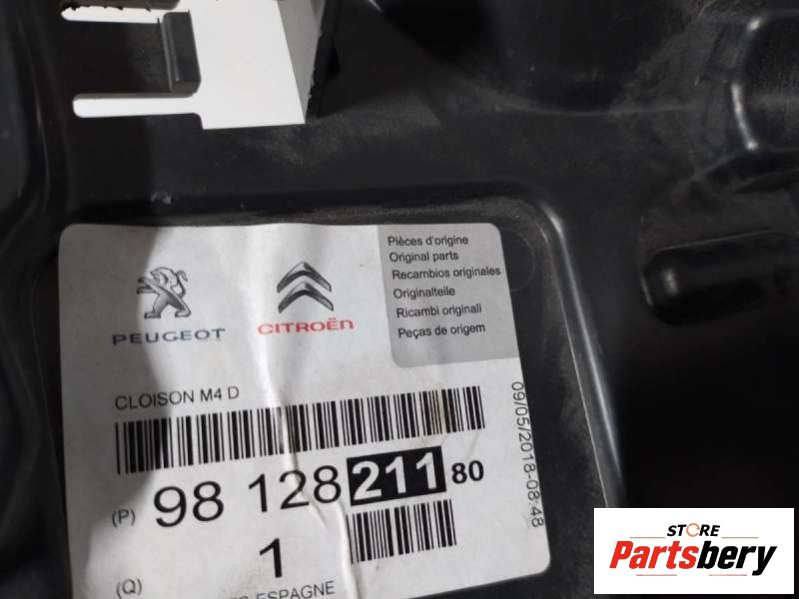 PEUGEOT
CITROËN
Pièces d'origine
Original parts
Recambios originales
Originalteile
Ricambi originali
Peças de origem
CLOISON M4 D
(P) 98 128 211 80
09/05/2018-08:48
(Q) 1
ESPAGNE
STORE
Partsbery